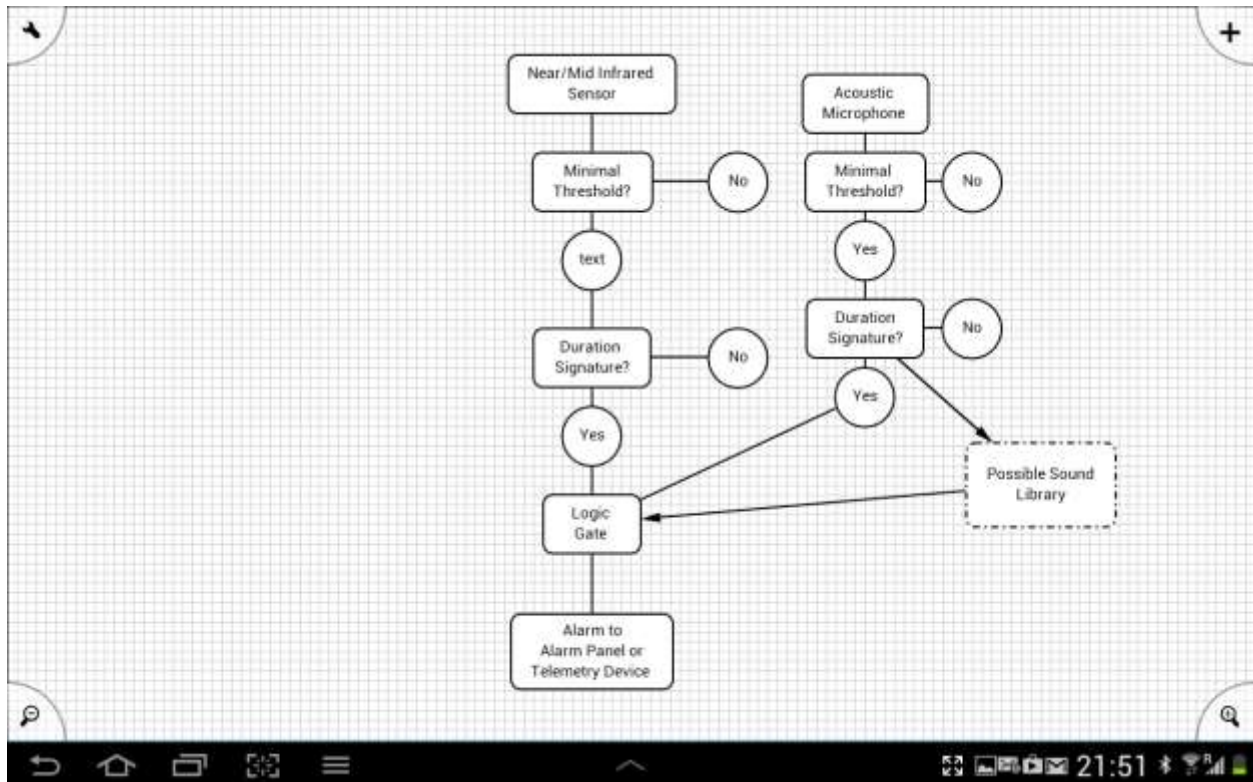 Near/Mid Infrared
Sensor
Acoustic
Microphone
Minimal
Threshold?
No
Minimal
Threshold?
No
text
Yes
Duration
Signature?
No
Duration
Signature?
No
Yes
Yes
Possible Sound
Library
Logic
Gate
Alarm to
Alarm Panel or
Telemetry Device
21:51